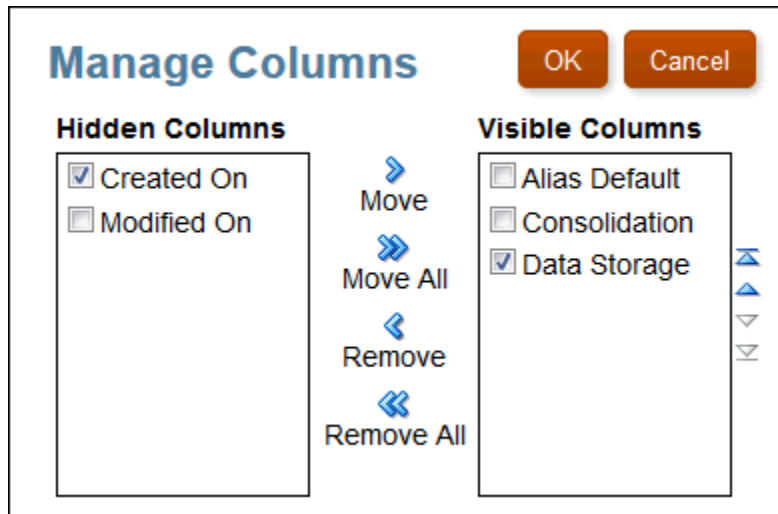 Manage Columns
OK
Cancel
Hidden Columns
Created On
Modified On
Move
Move All
Remove
Remove All
Visible Columns
Alias Default
Consolidation
Data Storage